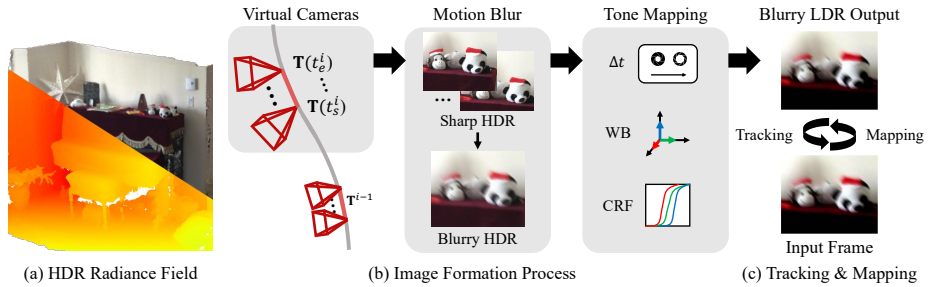 Virtual Cameras
Motion Blur
Tone Mapping
Blurry LDR Output
T(t_e^i)
T(t_s^i)
T^{i−1}
Sharp HDR
Blurry HDR
Δt
WB
CRF
Tracking
Mapping
Input Frame
(a) HDR Radiance Field
(b) Image Formation Process
(c) Tracking & Mapping